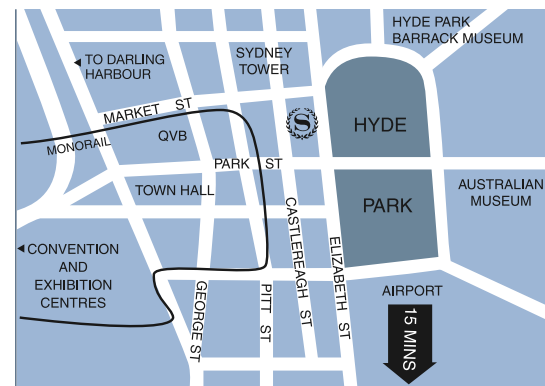 HYDE PARK
BARRACK MUSEUM
TO DARLING
HARBOUR
SYDNEY
TOWER
MARKET ST
S
HYDE
MONORAIL
QVB
PARK ST
TOWN HALL
PARK
AUSTRALIAN
MUSEUM
CONVENTION
AND
EXHIBITION
CENTRES
CASTLEREAGH ST
ELIZABETH ST
GEORGE ST
PITT ST
AIRPORT
15 MINS